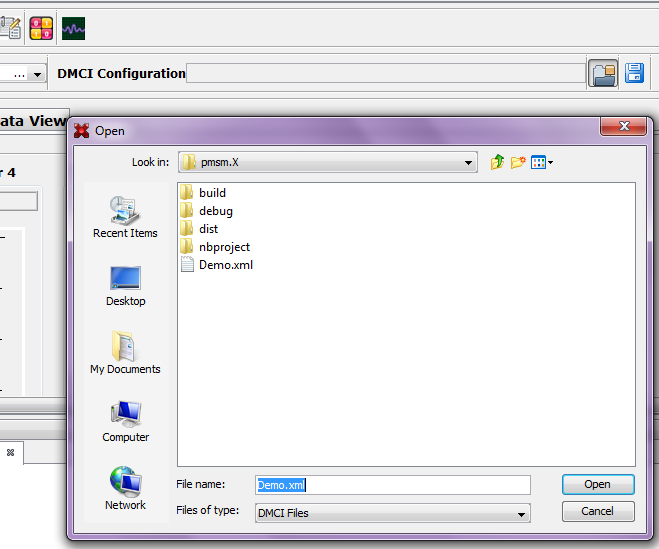 ...
DMCI Configuration
ata View
r 4
Open
Look in:
pmsm.X
build
debug
dist
nbproject
Demo.xml
Recent Items
Desktop
My Documents
Computer
Network
File name:
Demo.xml
Open
Files of type:
DMCI Files
Cancel